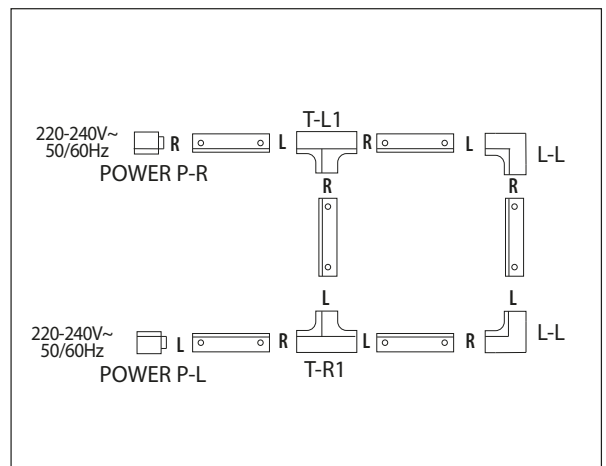 T-L1
220-240V~
50/60Hz
R L R L
L-L
POWER P-R
R R
L L
220-240V~
50/60Hz
L R L R
L-L
POWER P-L
T-R1